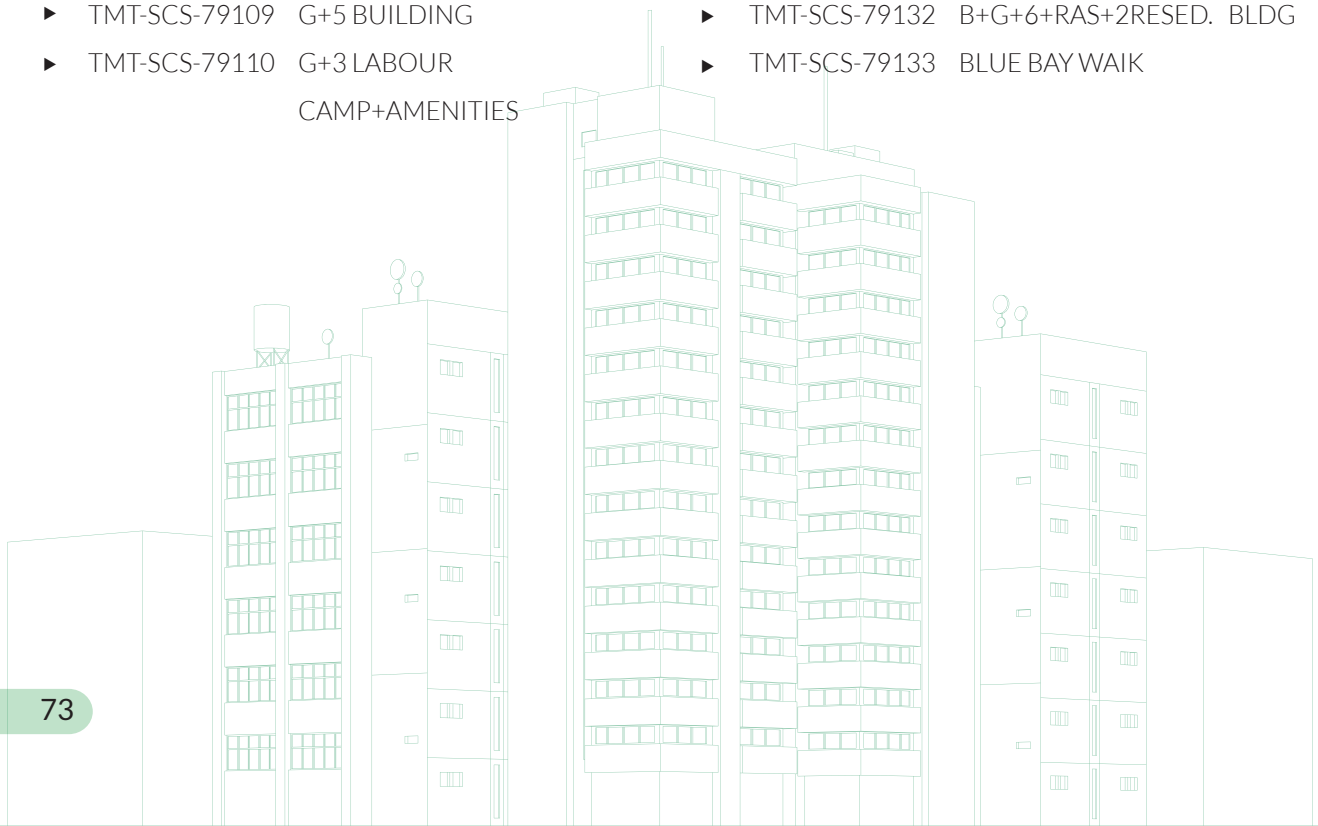 ▶ TMT-SCS-79109 G+5 BUILDING
▶ TMT-SCS-79110 G+3 LABOUR
CAMP+AMENITIES
▶ TMT-SCS-79132 B+G+6+RAS+2RESED. BLDG
▶ TMT-SCS-79133 BLUE BAY WAIK
73